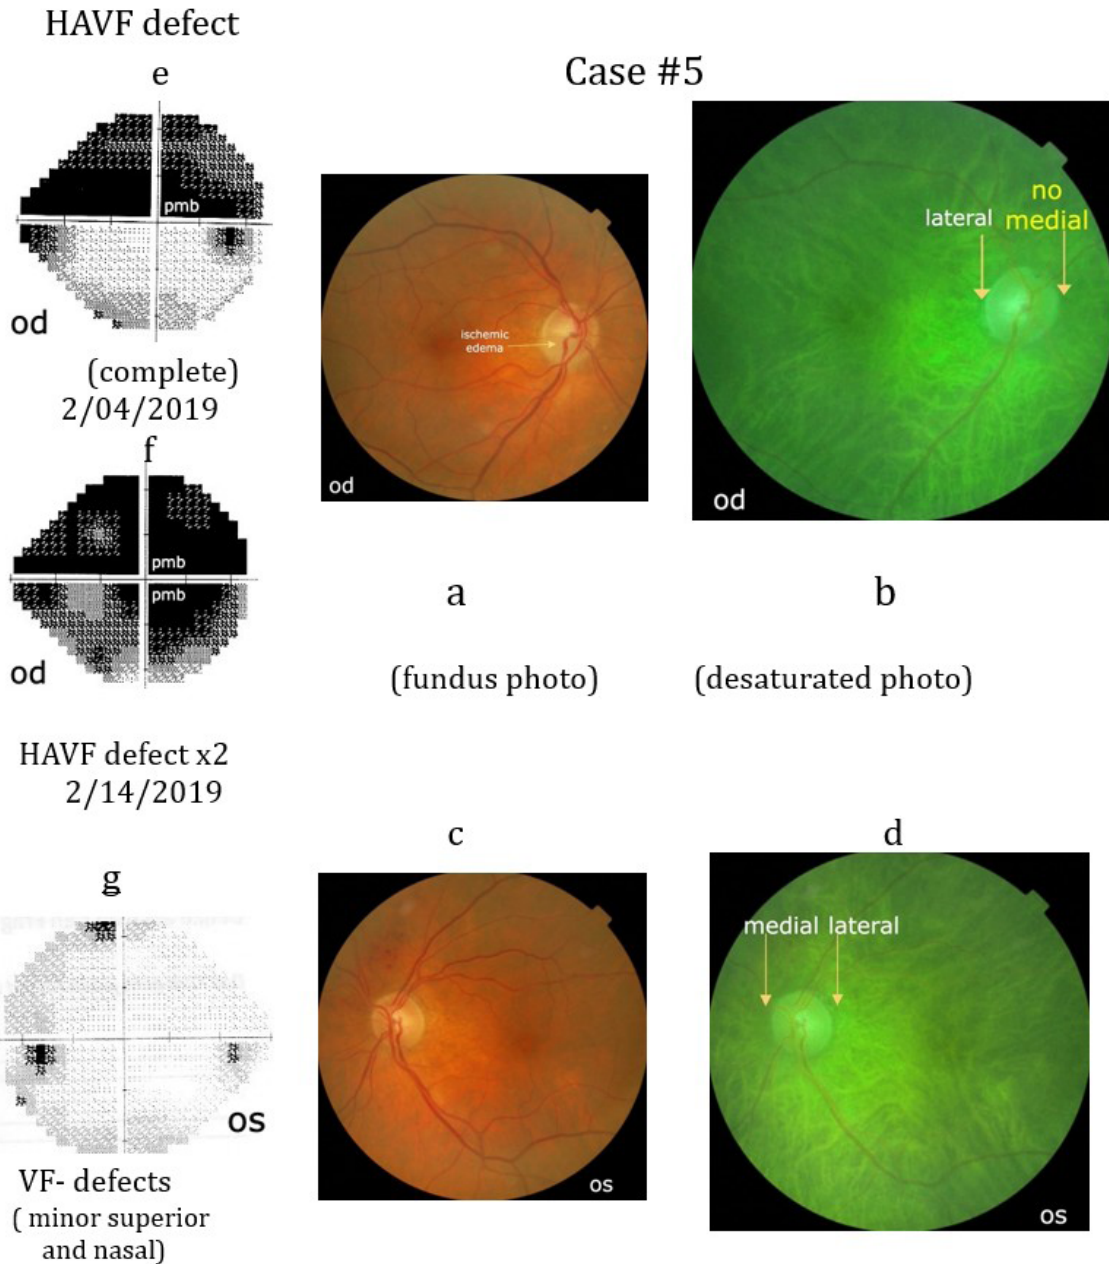 HAVF defect
e
Case #5
pmb
od
(complete)
2/04/2019
f
pmb
pmb
od
HAVF defect x2
2/14/2019
g
os
VF- defects
( minor superior
and nasal)
ischemic
edema
od
a
(fundus photo)
lateral
no
medial
od
b
(desaturated photo)
c
os
d
medial lateral
os